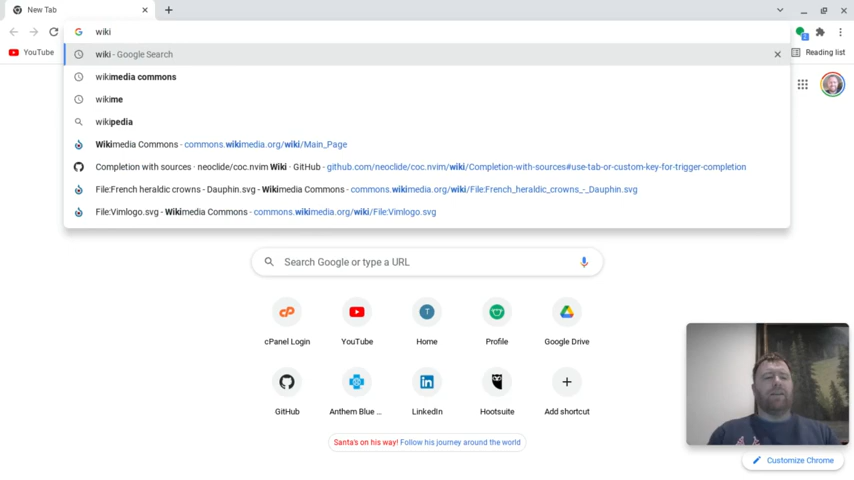 New Tab
wiki
YouTube
Reading list
wiki - Google Search
wikimedia commons
wikime
wikipedia
Wikimedia Commons - commons.wikimedia.org/wiki/Main_Page
Completion with sources · neoclide/coc.nvim Wiki · GitHub - github.com/neoclide/coc.nvim/wiki/Completion-with-sources#use-tab-or-custom-key-for-trigger-completion
File:French heraldic crowns - Dauphin.svg - Wikimedia Commons - commons.wikimedia.org/wiki/File:French_heraldic_crowns_-_Dauphin.svg
File:Vimlogo.svg - Wikimedia Commons - commons.wikimedia.org/wiki/File:Vimlogo.svg
Search Google or type a URL
cP
T
cPanel Login
YouTube
Home
Profile
Google Drive
in
GitHub
Anthem Blue ...
LinkedIn
Hootsuite
Add shortcut
Santa's on his way! Follow his journey around the world
Customize Chrome